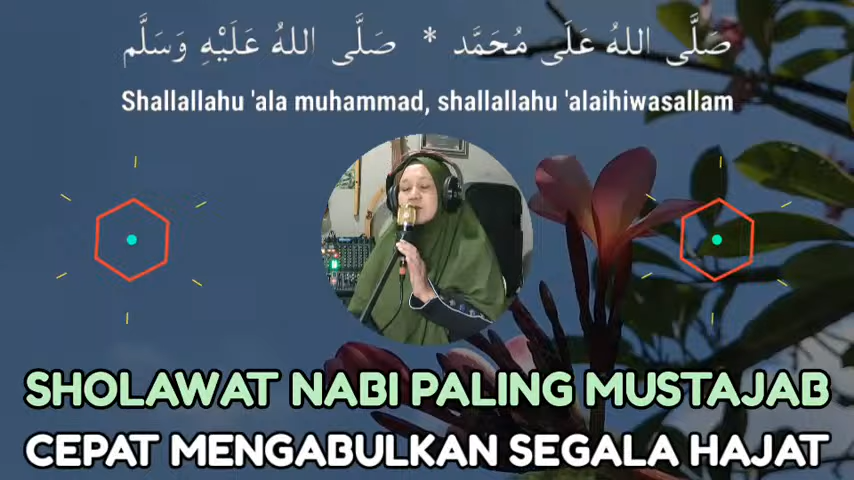 صَلَّى اللهُ عَلَى مُحَمَّد * صَلَّى اللهُ عَلَيْهِ وَسَلَّم
Shallallahu 'ala muhammad, shallallahu 'alaihiwasallam
SHOLAWAT NABI PALING MUSTAJAB
CEPAT MENGABULKAN SEGALA HAJAT